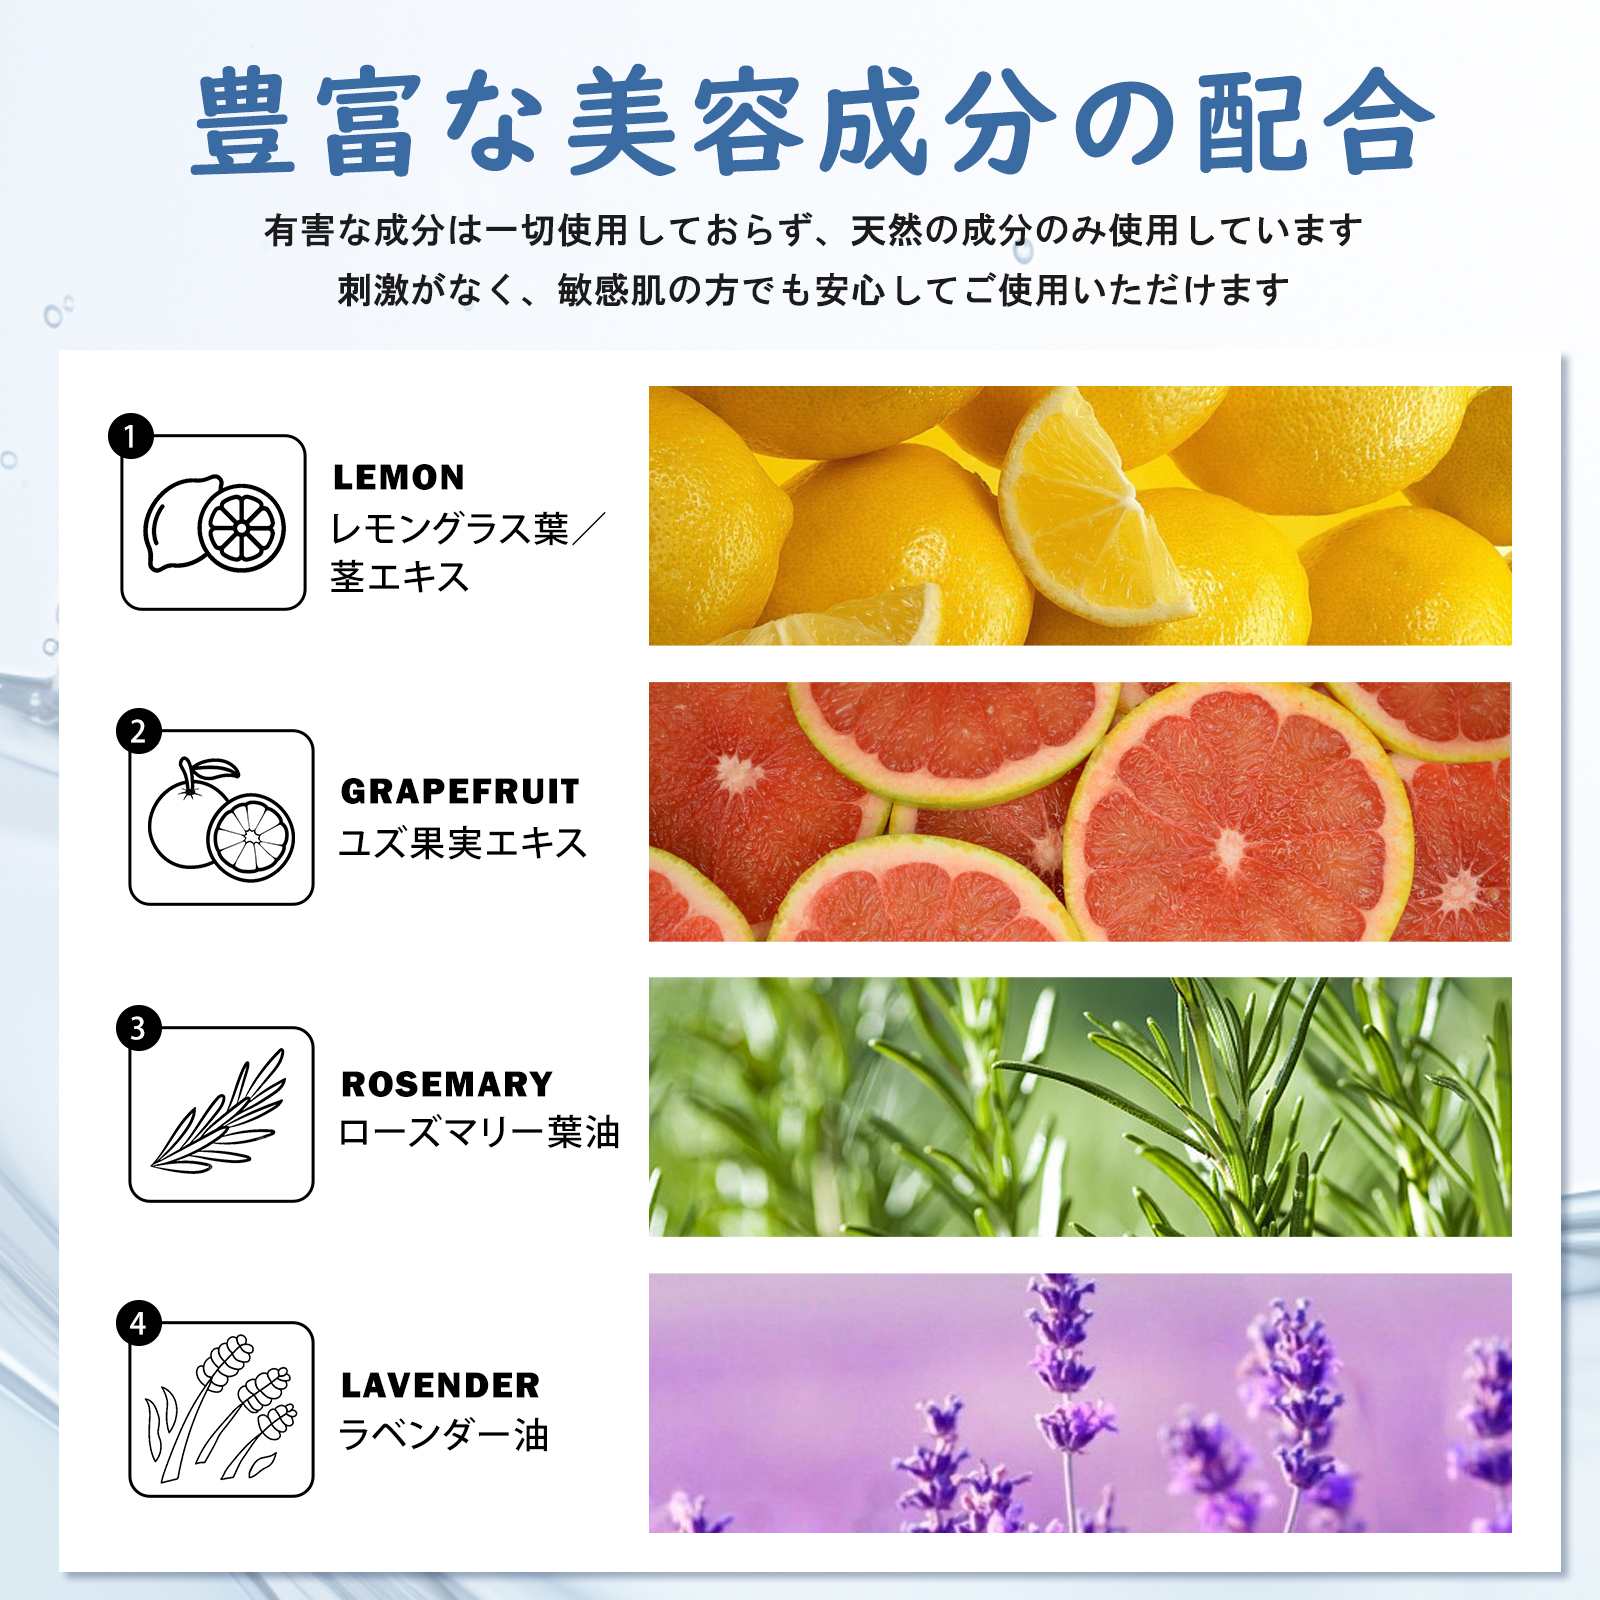 豊富な美容成分の配合
有害な成分は一切使用しておらず、天然の成分のみ使用しています
刺激がなく、敏感肌の方でも安心してご使用いただけます
1
LEMON
レモングラス葉／
茎エキス
2
GRAPEFRUIT
ユズ果実エキス
3
ROSEMARY
ローズマリー葉油
4
LAVENDER
ラベンダー油